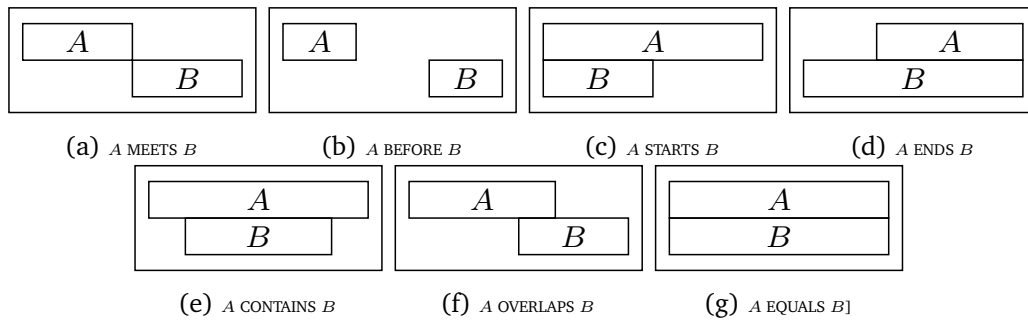 A A A A
B B B B
(a) A MEETS B (b) A BEFORE B (c) A STARTS B (d) A ENDS B
A A A
B B B
(e) A CONTAINS B (f) A OVERLAPS B (g) A EQUALS B]